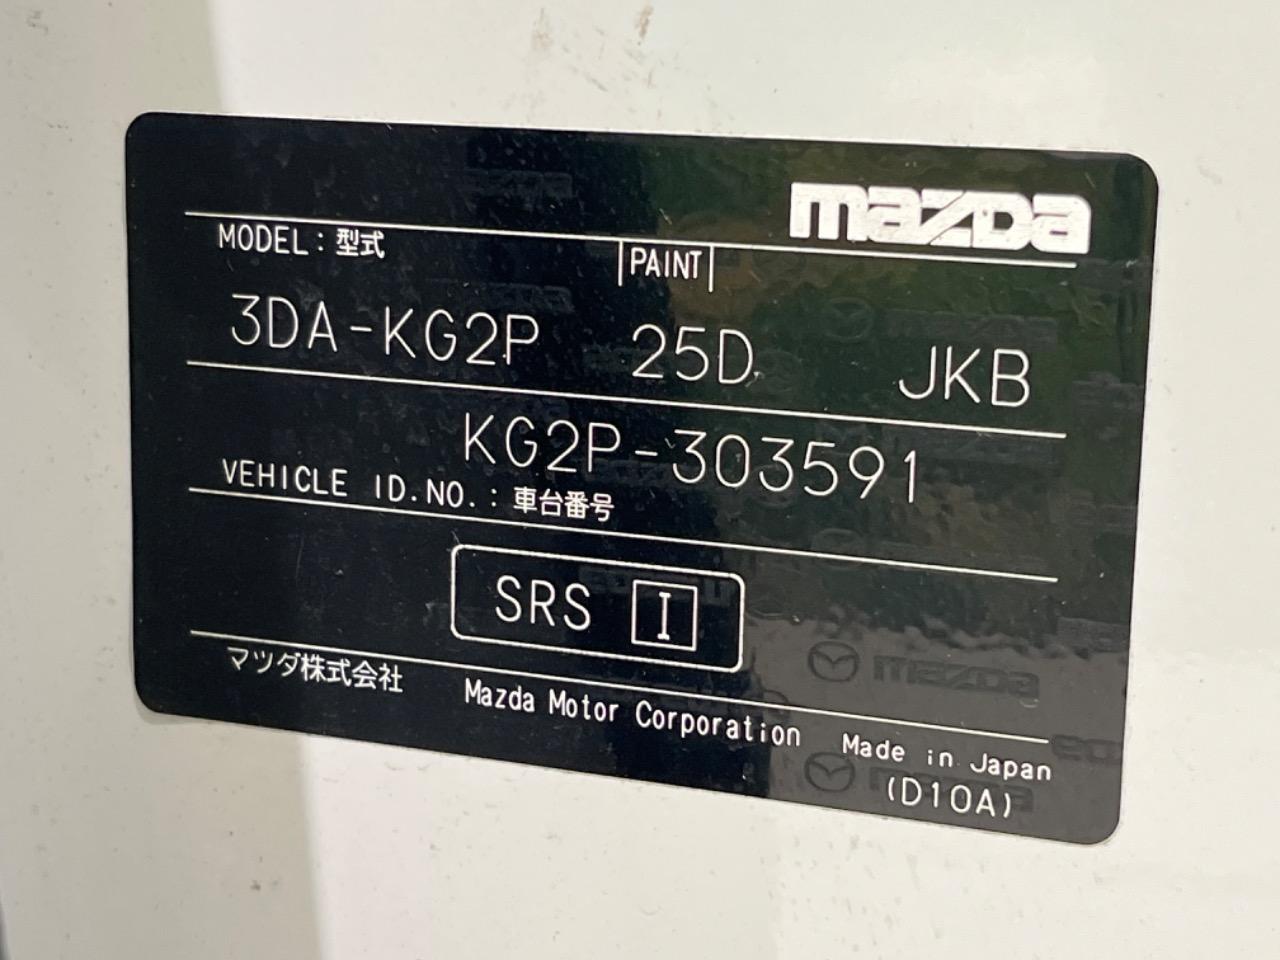 mazda
MODEL：型式
PAINT
3DA-KG2P 25D JKB
KG2P-303591
VEHICLE ID.NO.：車台番号
SRS I
マツダ株式会社 Mazda Motor Corporation Made in Japan
(D10A)